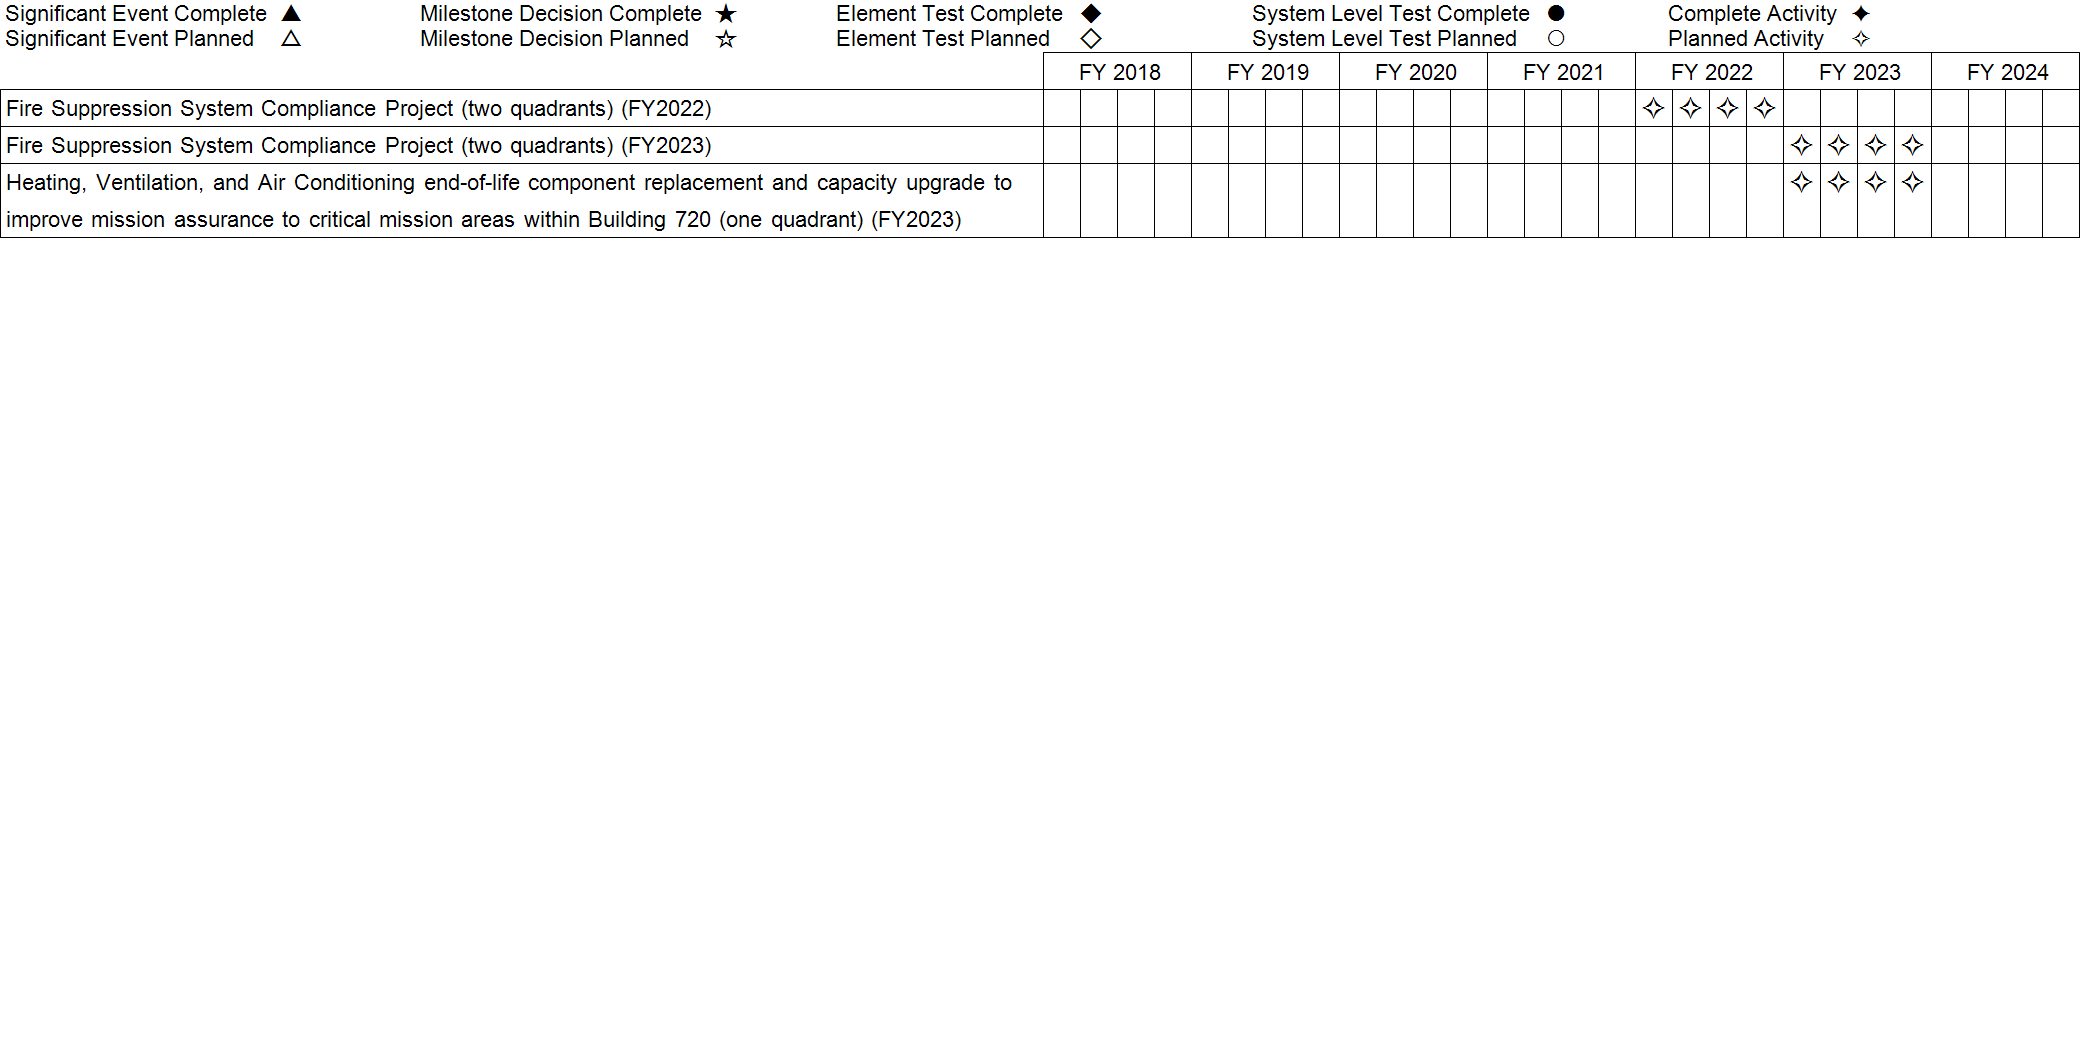 Significant Event Complete ▲ Milestone Decision Complete ★ Element Test Complete ◆ System Level Test Complete ● Complete Activity ✦
Significant Event Planned △ Milestone Decision Planned ☆ Element Test Planned ◇ System Level Test Planned ○ Planned Activity ✧
FY 2018 FY 2019 FY 2020 FY 2021 FY 2022 FY 2023 FY 2024
Fire Suppression System Compliance Project (two quadrants) (FY2022) ✧ ✧ ✧ ✧
Fire Suppression System Compliance Project (two quadrants) (FY2023) ✧ ✧ ✧ ✧
Heating, Ventilation, and Air Conditioning end-of-life component replacement and capacity upgrade to ✧ ✧ ✧ ✧
improve mission assurance to critical mission areas within Building 720 (one quadrant) (FY2023)